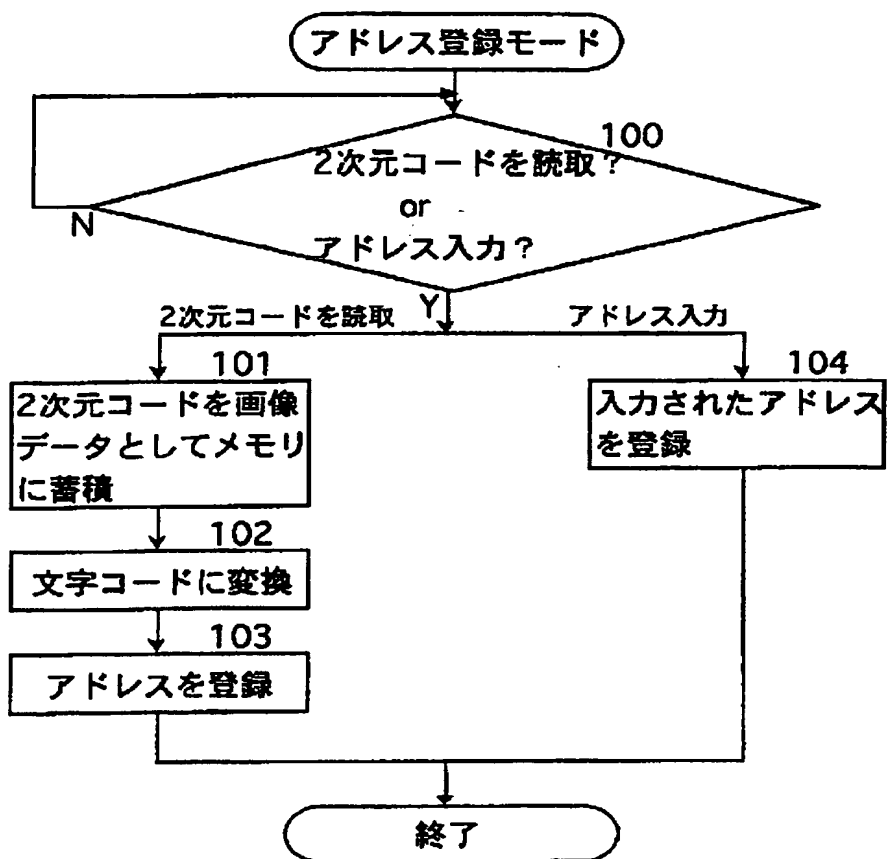 アドレス登録モード
100
2次元コードを読取?
or
アドレス入力?
N
Y
2次元コードを読取
アドレス入力
101
2次元コードを画像
データとしてメモリ
に蓄積
104
入力されたアドレス
を登録
102
文字コードに変換
103
アドレスを登録
終了